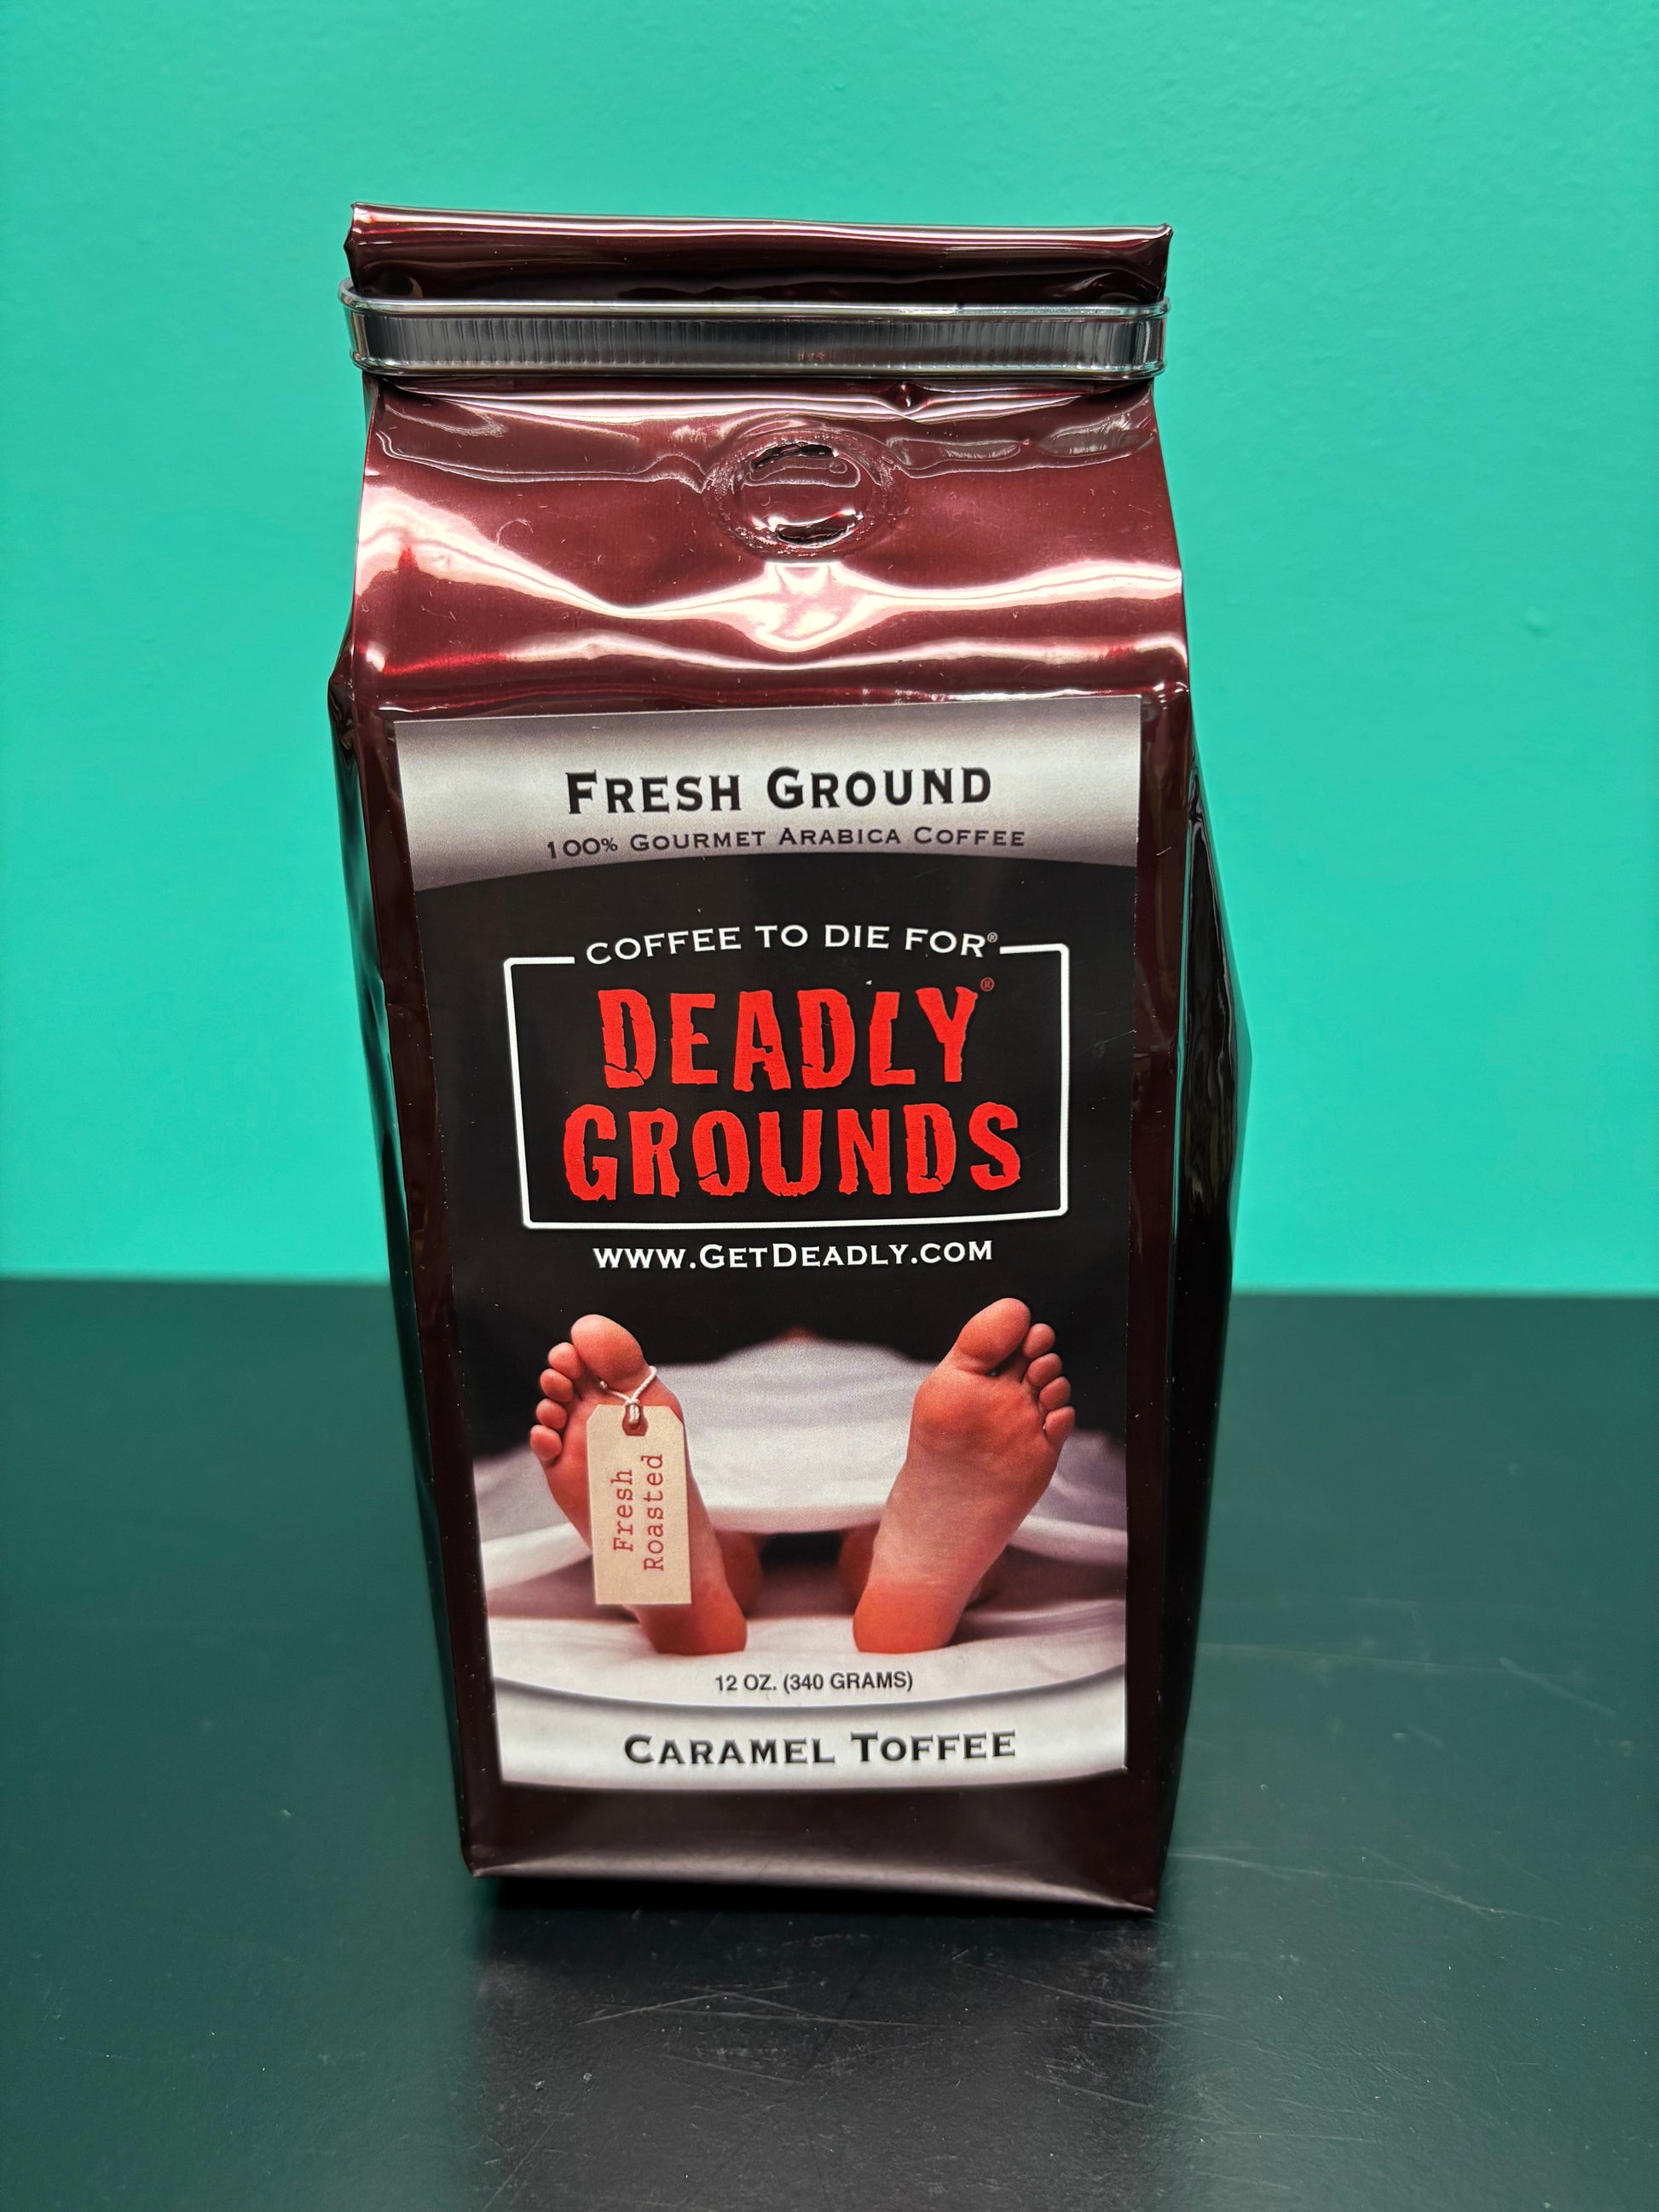 FRESH GROUND
100% GOURMET ARABICA COFFEE
COFFEE TO DIE FOR®
DEADLY®
GROUNDS
WWW.GETDEADLY.COM
Fresh
Roasted
12 OZ. (340 GRAMS)
CARAMEL TOFFEE